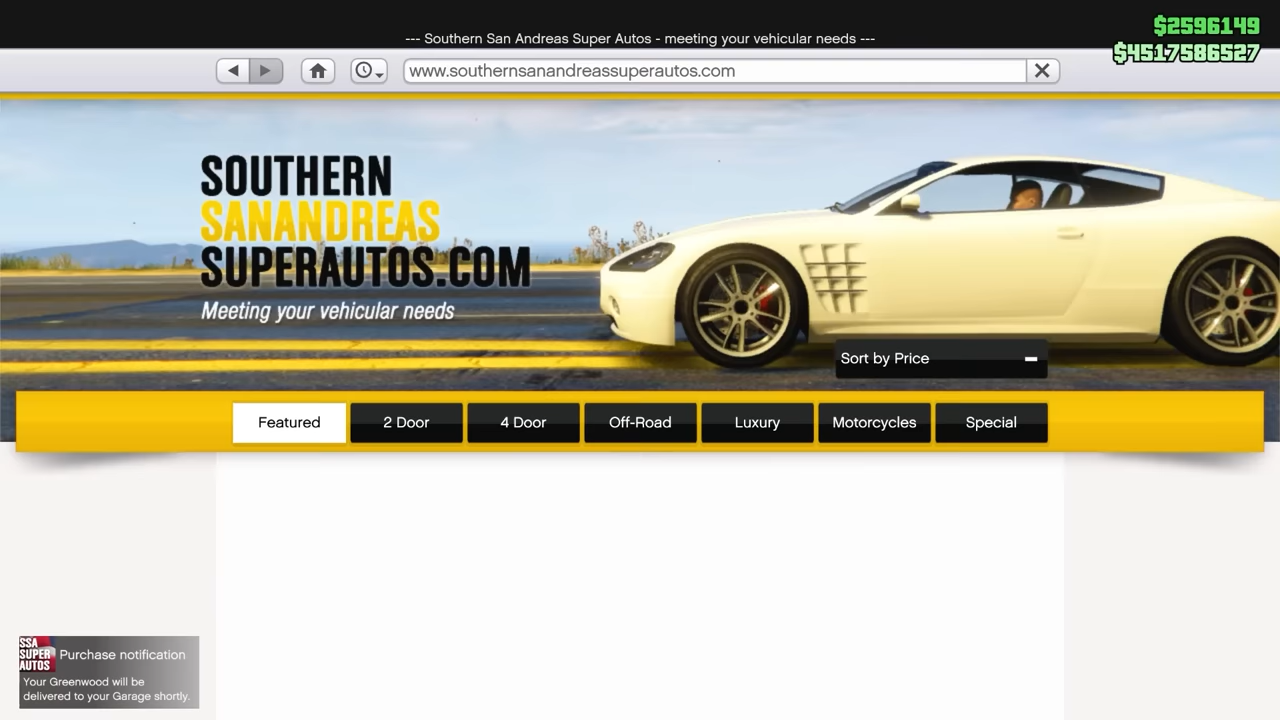 $2596149
--- Southern San Andreas Super Autos - meeting your vehicular needs ---
$4517586527
www.southernsanandreassuperautos.com
SOUTHERN
SANANDREAS
SUPERAUTOS.COM
Meeting your vehicular needs
Sort by Price
Featured 2 Door 4 Door Off-Road Luxury Motorcycles Special
SSA
SUPER
AUTOS
Purchase notification
Your Greenwood will be
delivered to your Garage shortly.